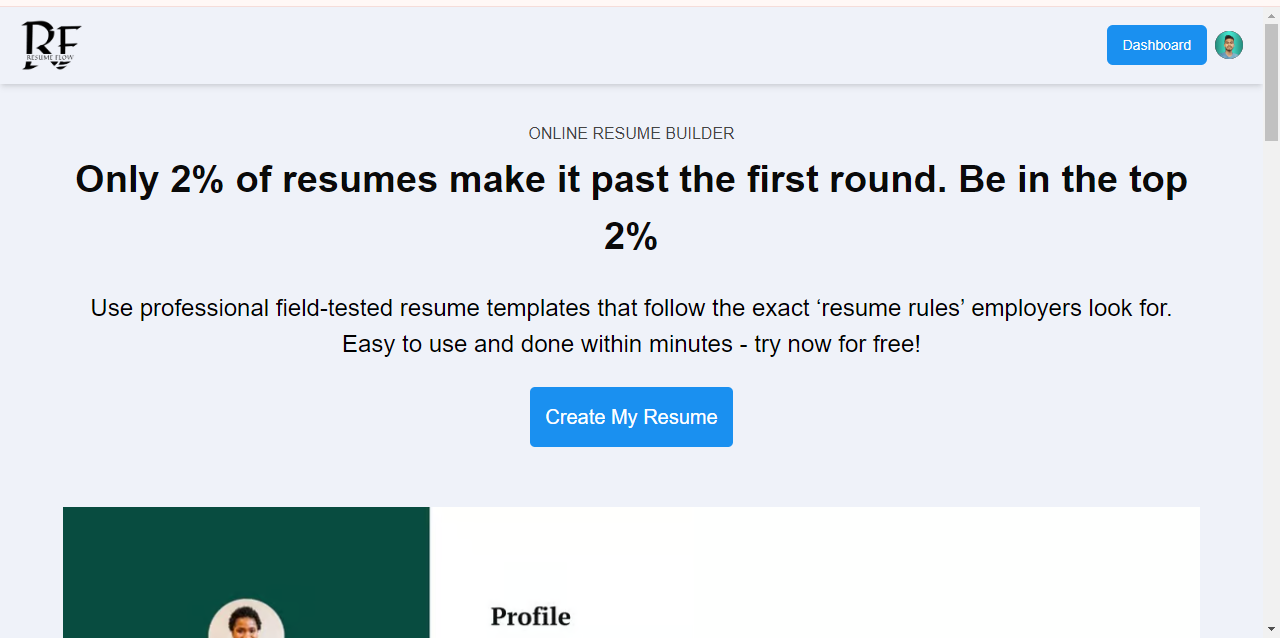 RF
RESUME FLOW
Dashboard
ONLINE RESUME BUILDER
Only 2% of resumes make it past the first round. Be in the top
2%
Use professional field-tested resume templates that follow the exact ‘resume rules’ employers look for.
Easy to use and done within minutes - try now for free!
Create My Resume
Profile